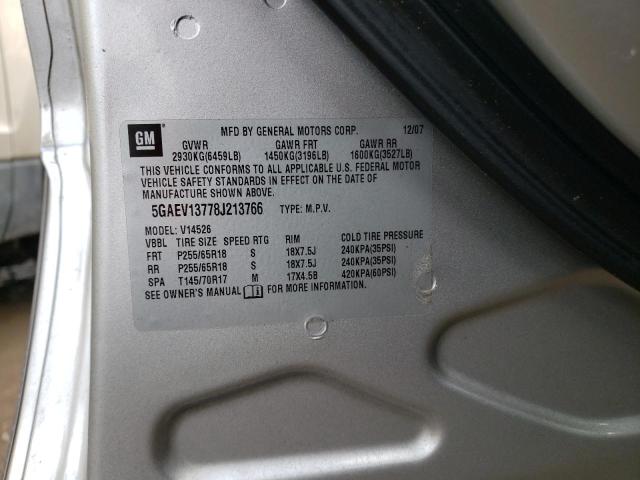 GM
MFD BY GENERAL MOTORS CORP. 12/07
GVWR GAWR FRT GAWR RR
2930KG(6459LB) 1450KG(3196LB) 1600KG(3527LB)
THIS VEHICLE CONFORMS TO ALL APPLICABLE U.S. FEDERAL MOTOR
VEHICLE SAFETY STANDARDS IN EFFECT ON THE DATE OF
MANUFACTURE SHOWN ABOVE.
5GAEV13778J213766 TYPE: M.P.V.
MODEL: V14526
VBBL TIRE SIZE SPEED RTG RIM COLD TIRE PRESSURE
FRT P255/65R18 S 18X7.5J 240KPA(35PSI)
RR P255/65R18 S 18X7.5J 240KPA(35PSI)
SPA T145/70R17 M 17X4.5B 420KPA(60PSI)
SEE OWNER'S MANUAL FOR MORE INFORMATION.